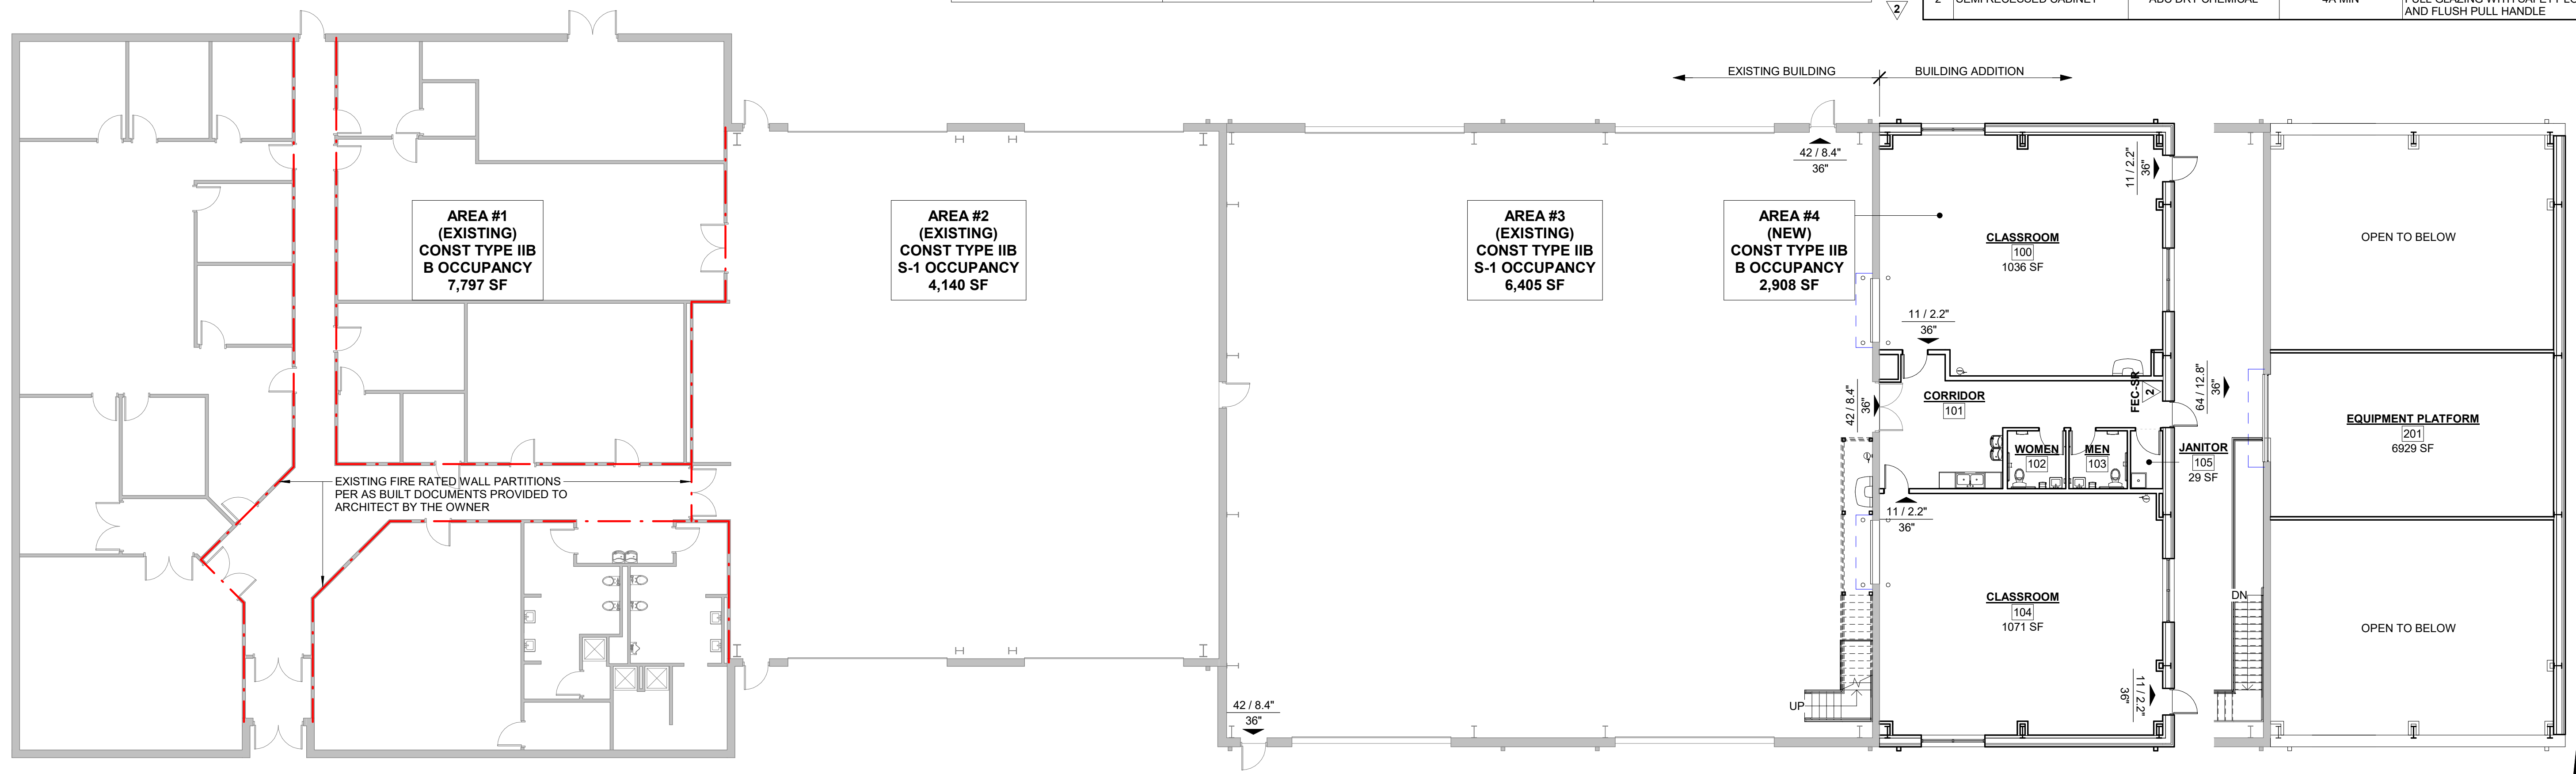 2
AND FLUSH PULL HANDLE
EXISTING BUILDING
BUILDING ADDITION
AREA #1
(EXISTING)
CONST TYPE IIB
B OCCUPANCY
7,797 SF
AREA #2
(EXISTING)
CONST TYPE IIB
S-1 OCCUPANCY
4,140 SF
AREA #3
(EXISTING)
CONST TYPE IIB
S-1 OCCUPANCY
6,405 SF
AREA #4
(NEW)
CONST TYPE IIB
B OCCUPANCY
2,908 SF
42 / 8.4"
36"
11 / 2.2"
36"
CLASSROOM
100
1036 SF
OPEN TO BELOW
11 / 2.2"
36"
42 / 8.4"
36"
CORRIDOR
101
FEC-SR
2
64 / 12.8"
36"
WOMEN
102
MEN
103
JANITOR
105
29 SF
EQUIPMENT PLATFORM
201
6929 SF
EXISTING FIRE RATED WALL PARTITIONS
PER AS BUILT DOCUMENTS PROVIDED TO
ARCHITECT BY THE OWNER
11 / 2.2"
36"
CLASSROOM
104
1071 SF
DN
OPEN TO BELOW
11 / 2.2"
36"
UP
42 / 8.4"
36"